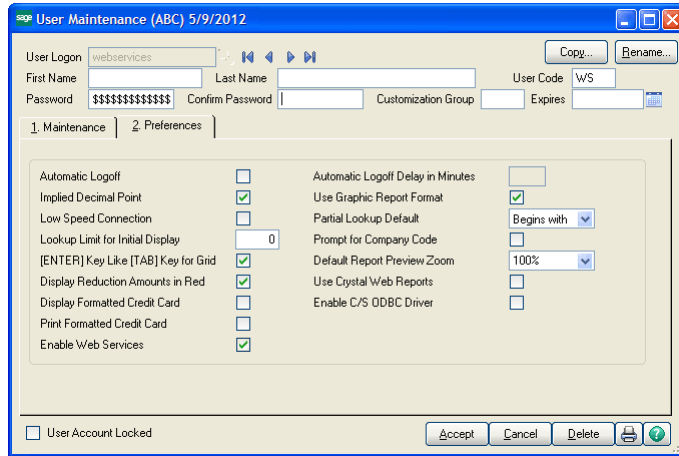 sage User Maintenance (ABC) 5/9/2012
User Logon webservices Copy... Rename...
First Name Last Name User Code WS
Password $$$$$$$$$$$$$ Confirm Password Customization Group Expires
1. Maintenance 2. Preferences
Automatic Logoff Automatic Logoff Delay in Minutes
Implied Decimal Point Use Graphic Report Format
Low Speed Connection Partial Lookup Default Begins with
Lookup Limit for Initial Display 0 Prompt for Company Code
[ENTER] Key Like [TAB] Key for Grid Default Report Preview Zoom 100%
Display Reduction Amounts in Red Use Crystal Web Reports
Display Formatted Credit Card Enable C/S ODBC Driver
Print Formatted Credit Card
Enable Web Services
User Account Locked Accept Cancel Delete